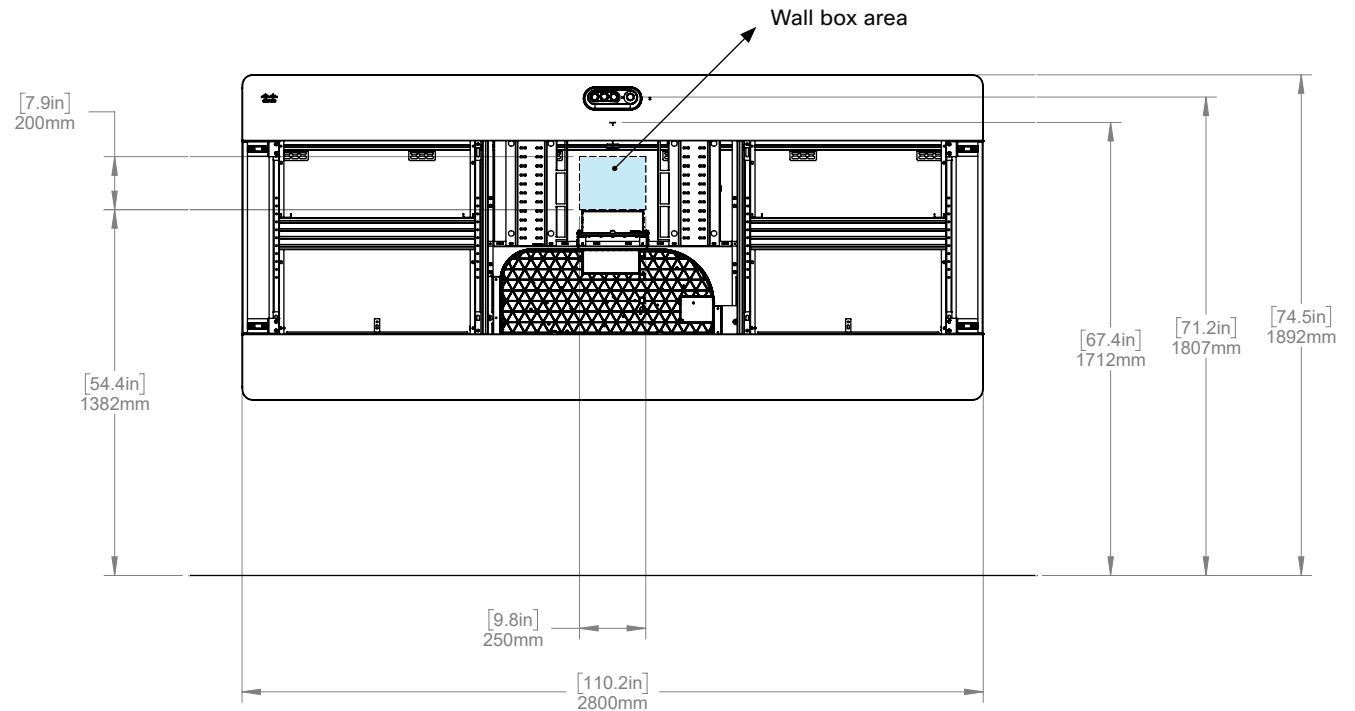 Wall box area
[7.9in]
200mm
[54.4in]
1382mm
[67.4in]
1712mm
[71.2in]
1807mm
[74.5in]
1892mm
[9.8in]
250mm
[110.2in]
2800mm